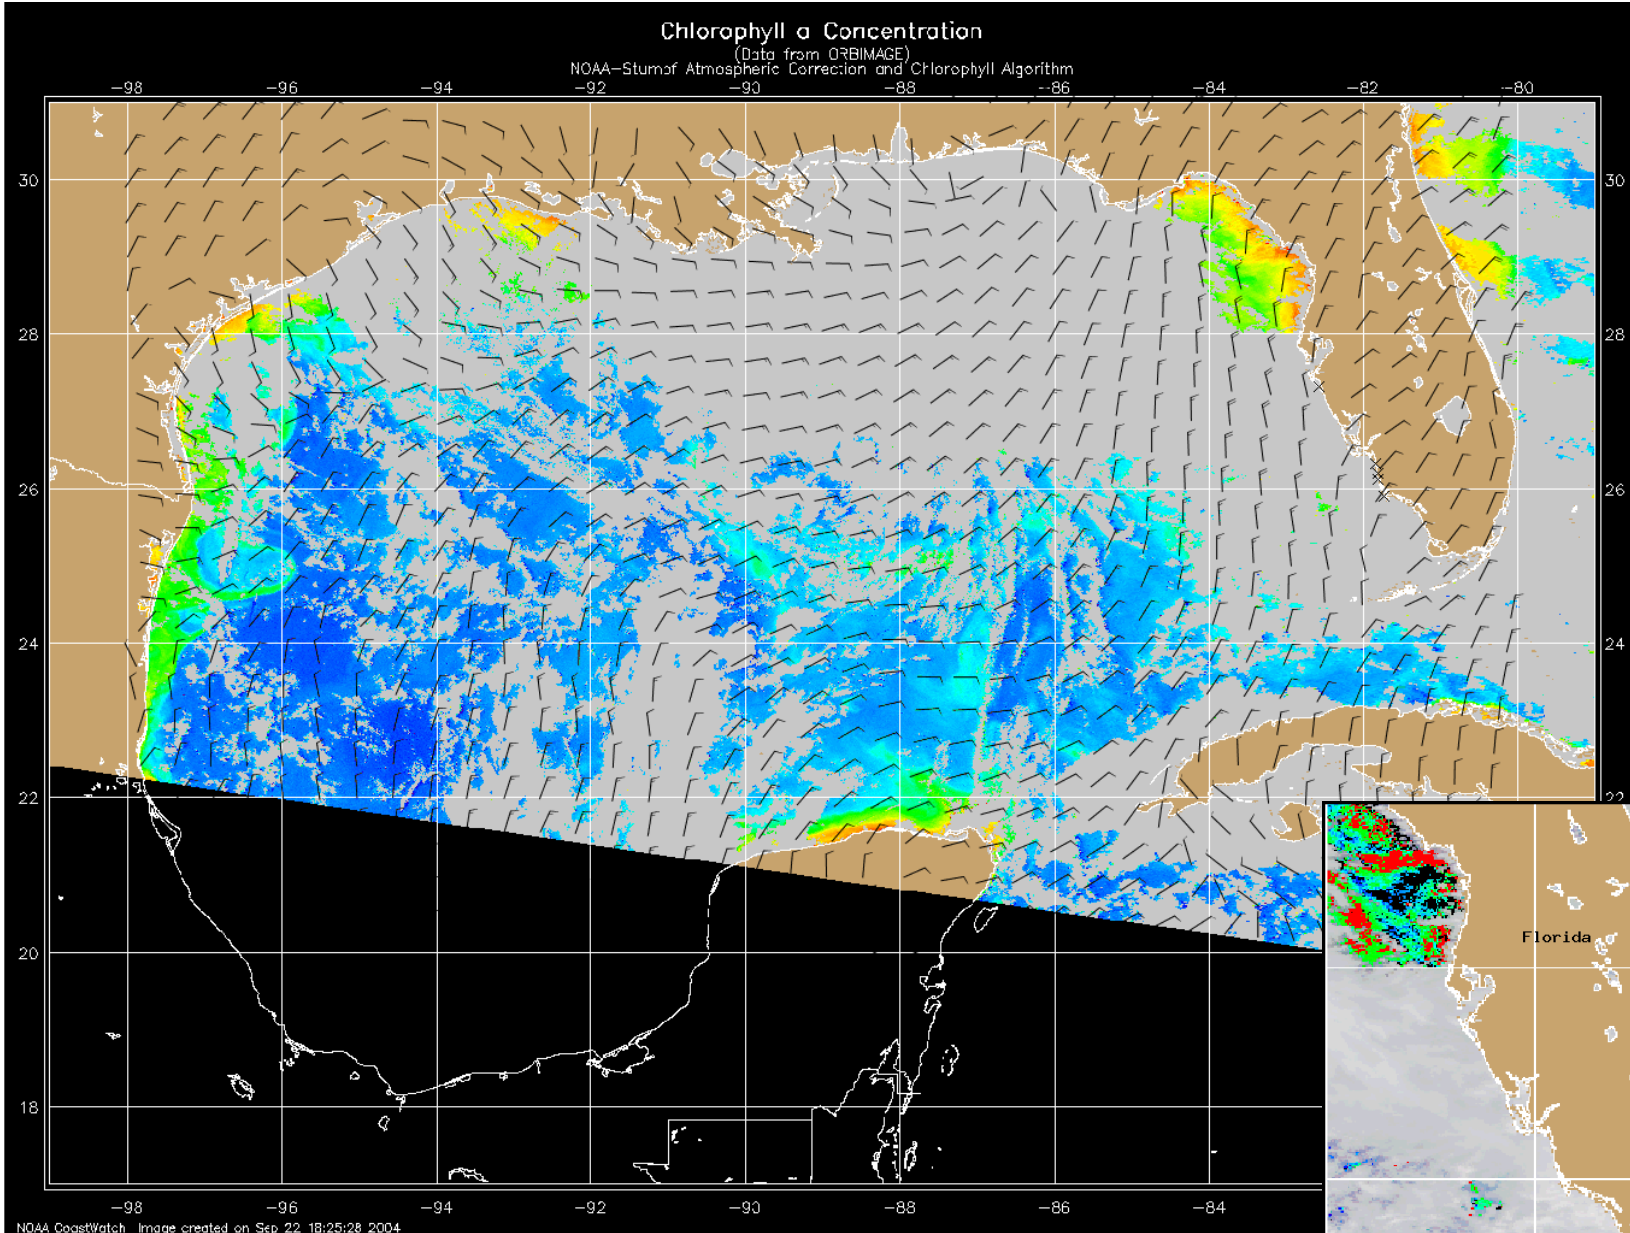 Chlorophyll a Concentration
(Data from ORBIMAGE)
NOAA-Stumpf Atmospheric Correction and Chlorophyll Algorithm
-98 -96 -94 -92 -90 -88 -86 -84 -82 -80
30 30
28 28
26 26
24 24
22 22
20
18
Florida
-98 -96 -94 -92 -90 -88 -86 -84
NOAA CoastWatch Image created on Sep 22 18:25:28 2004